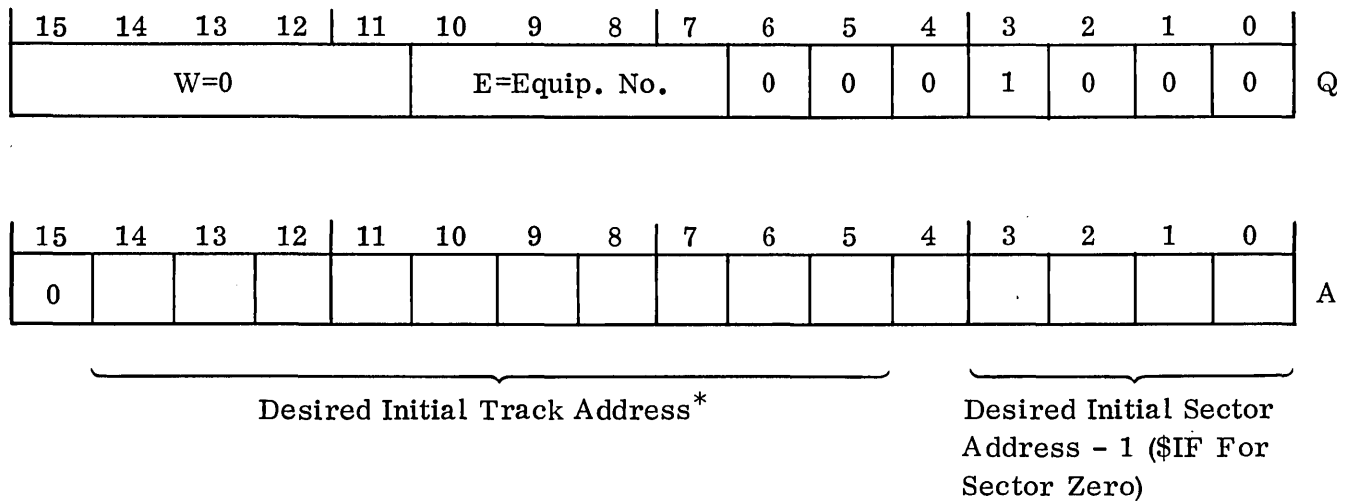 15 14 13 12 11 10 9 8 7 6 5 4 3 2 1 0
W=0 E=Equip. No. 0 0 0 1 0 0 0 Q
15 14 13 12 11 10 9 8 7 6 5 4 3 2 1 0
0 A
Desired Initial Track Address* Desired Initial Sector
Address - 1 ($IF For
Sector Zero)